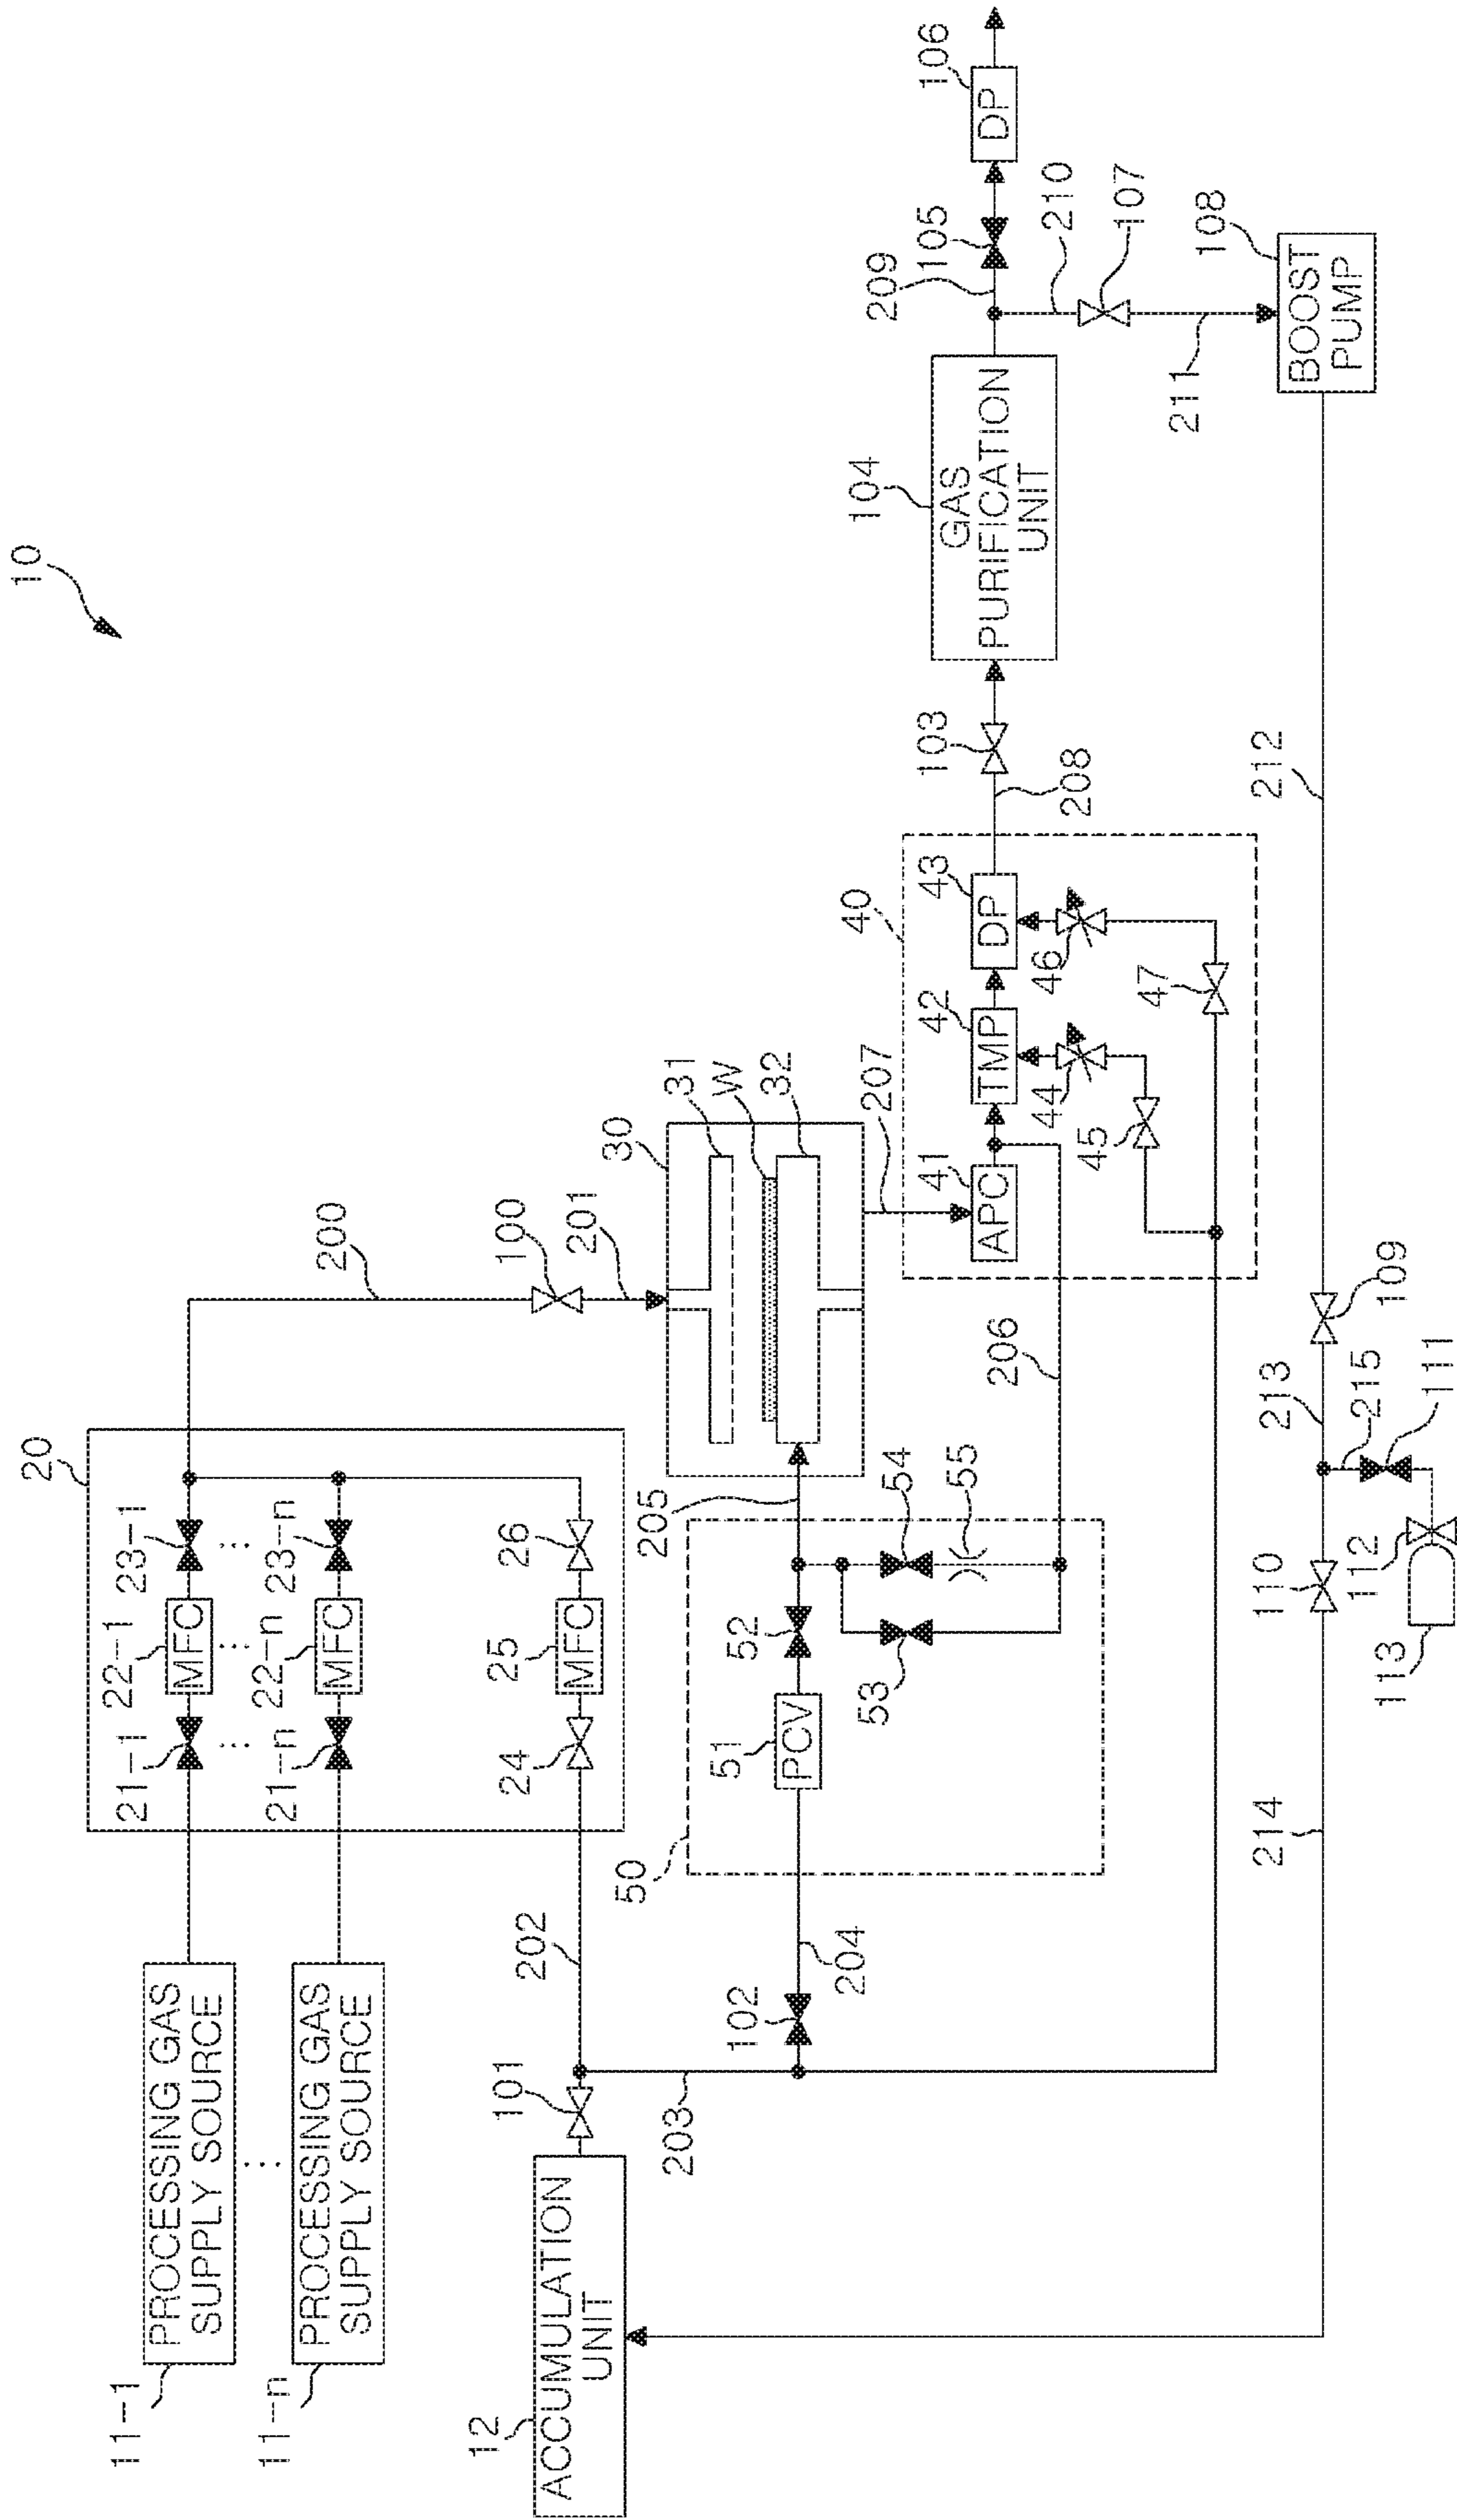 10
11-1
PROCESSING GAS
SUPPLY SOURCE
11-n
PROCESSING GAS
SUPPLY SOURCE
12
ACCUMULATION
UNIT
20
21-1
22-1
MFC
23-1
21-n
22-n
MFC
23-n
24
25
MFC
26
200
100
201
202
101
203
102
204
30
31
W
32
205
50
51
PCV
52
53
54
55
206
207
40
41
APC
42
TMP
43
DP
44
45
46
47
208
103
104
GAS
PURIFICATION
UNIT
209
105
106
DP
210
107
211
108
BOOST
PUMP
212
109
213
215
111
110
112
113
214